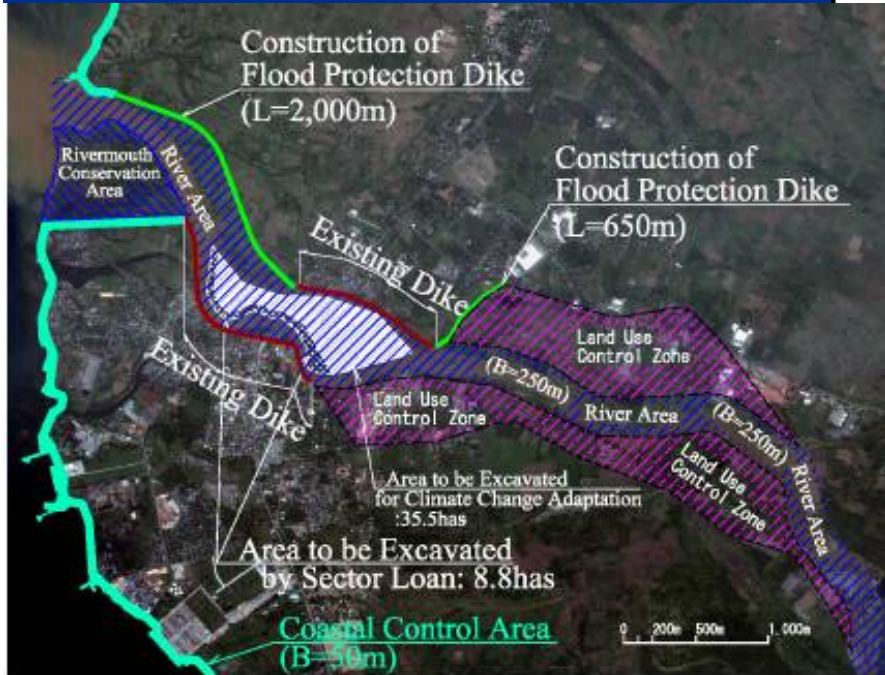 Construction of
Flood Protection Dike
(L=2,000m)
Rivermouth
Conservation
Area
River Area
Construction of
Flood Protection Dike
(L=650m)
Existing Dike
Existing Dike
Land Use
Control Zone
(B=250m)
River Area
(B=250m)
Land Use
Control Zone
Land Use
Control Zone
River Area
Area to be Excavated
for Climate Change Adaptation
:35.5has
Area to be Excavated
by Sector Loan: 8.8has
Coastal Control Area
(B=50m)
0 200m 500m 1.000m